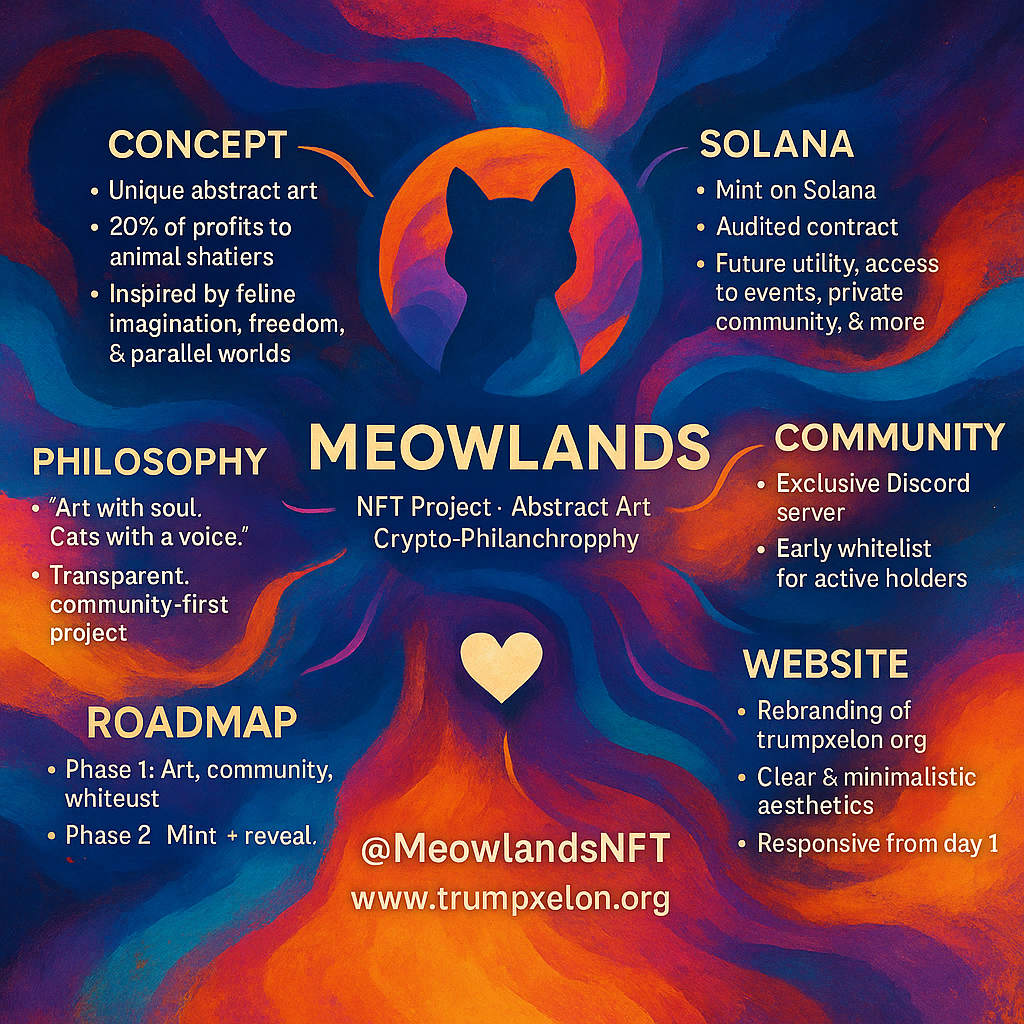 CONCEPT
• Unique abstract art
• 20% of profits to
animal shatiers
• Inspired by feline
imagination, freedom,
& parallel worlds
SOLANA
• Mint on Solana
• Audited contract
• Future utility, access
to events, private
community, & more
MEOWLANDS
NFT Project · Abstract Art
Crypto-Philanchropphy
PHILOSOPHY
• "Art with soul.
Cats with a voice."
• Transparent.
community-first
project
COMMUNITY
• Exclusive Discord
server
• Early whitelist
for active holders
ROADMAP
• Phase 1: Art, community,
whiteust
• Phase 2 Mint + reveal.
WEBSITE
• Rebranding of
trumpxelon org
• Clear & minimalistic
aesthetics
• Responsive from day 1
@MeowlandsNFT
www.trumpxelon.org